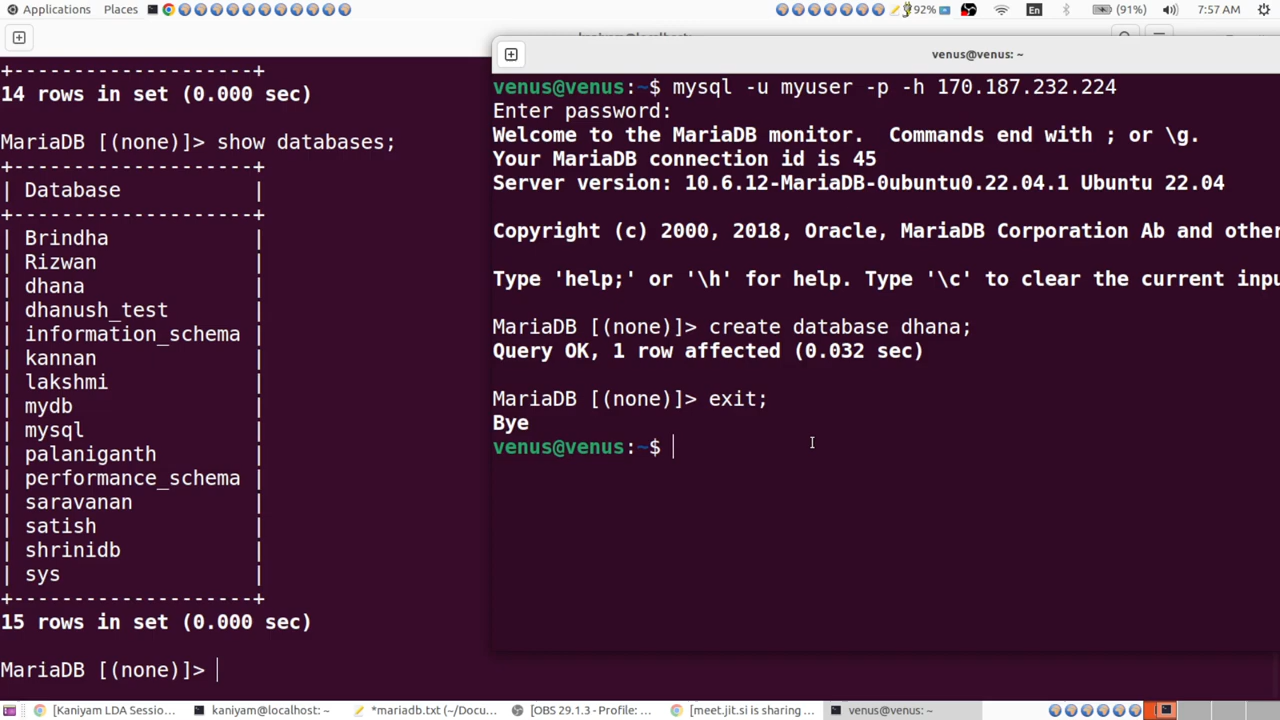 Applications Places 92% En (91%) 7:57 AM
+--------------------+
14 rows in set (0.000 sec)
MariaDB [(none)]> show databases;
+--------------------+
| Database           |
+--------------------+
| Brindha            |
| Rizwan             |
| dhana              |
| dhanush_test       |
| information_schema |
| kannan             |
| lakshmi            |
| mydb               |
| mysql              |
| palaniganth        |
| performance_schema |
| saravanan          |
| satish             |
| shrinidb           |
| sys                |
+--------------------+
15 rows in set (0.000 sec)
MariaDB [(none)]>
venus@venus: ~
venus@venus:~$ mysql -u myuser -p -h 170.187.232.224
Enter password:
Welcome to the MariaDB monitor.  Commands end with ; or \g.
Your MariaDB connection id is 45
Server version: 10.6.12-MariaDB-0ubuntu0.22.04.1 Ubuntu 22.04
Copyright (c) 2000, 2018, Oracle, MariaDB Corporation Ab and other
Type 'help;' or '\h' for help. Type '\c' to clear the current inpu
MariaDB [(none)]> create database dhana;
Query OK, 1 row affected (0.032 sec)
MariaDB [(none)]> exit;
Bye
venus@venus:~$
[Kaniyam LDA Sessio... kaniyam@localhost: ~ *mariadb.txt (~/Docu... [OBS 29.1.3 - Profile: ... [meet.jit.si is sharing ... venus@venus: ~